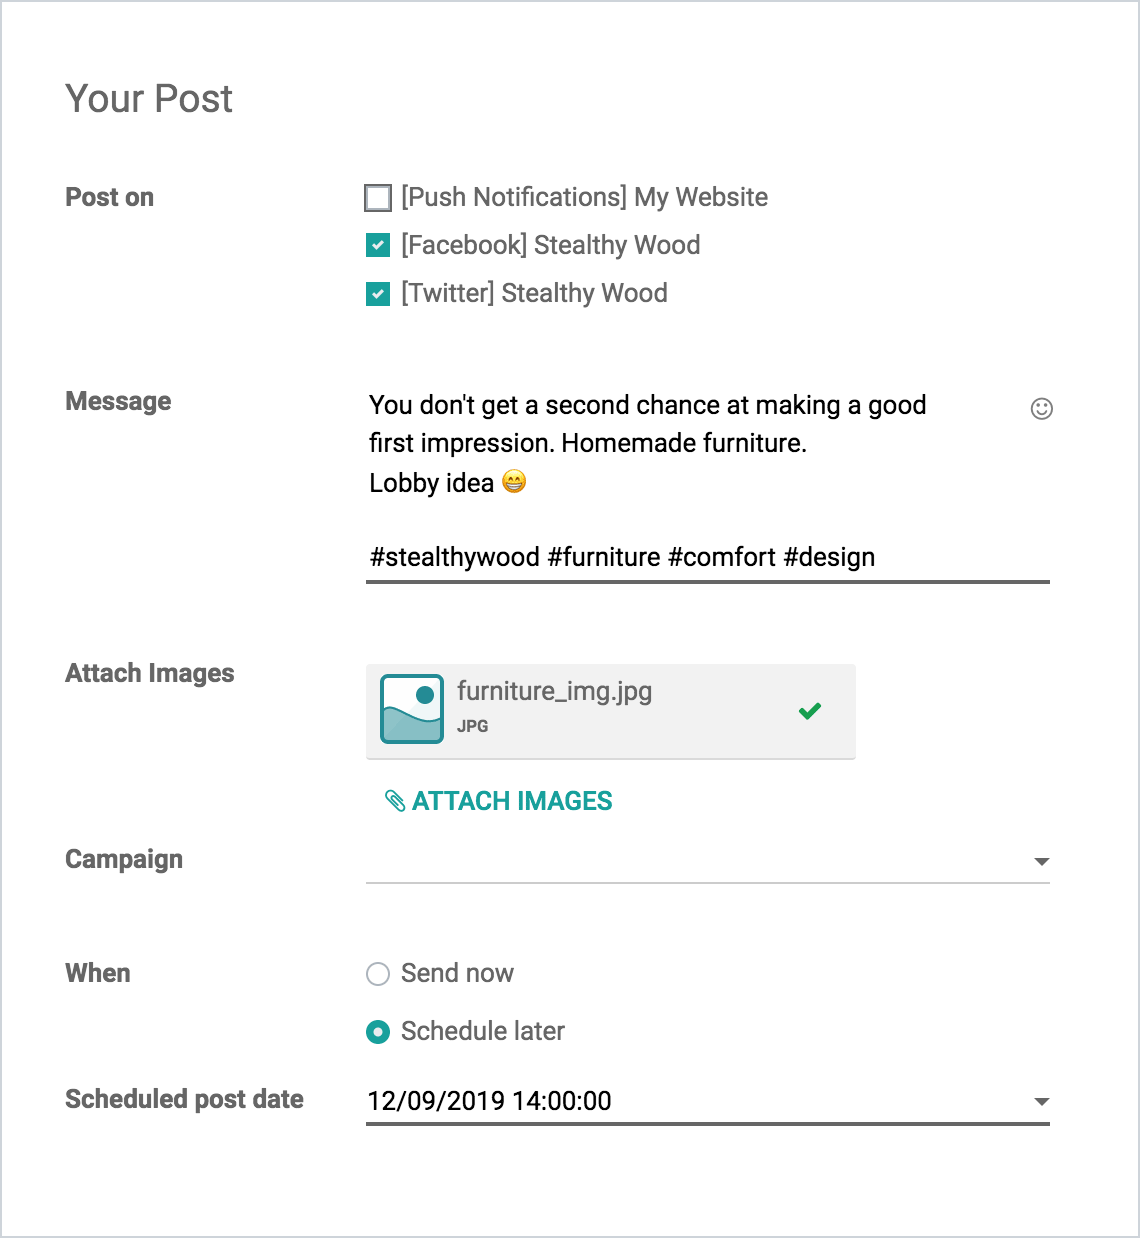 Your Post
Post on
[Push Notifications] My Website
[Facebook] Stealthy Wood
[Twitter] Stealthy Wood
Message
You don't get a second chance at making a good
first impression. Homemade furniture.
Lobby idea 😁
#stealthywood #furniture #comfort #design
Attach Images
furniture_img.jpg
JPG
ATTACH IMAGES
Campaign
When
Send now
Schedule later
Scheduled post date
12/09/2019 14:00:00